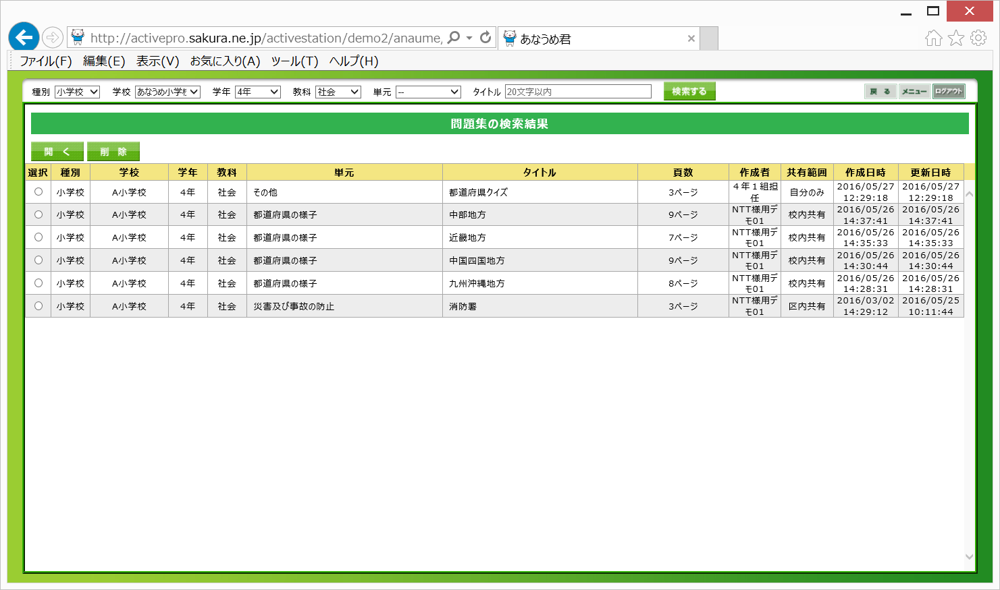 http://activepro.sakura.ne.jp/activestation/demo2/anaume, あなうめ君
ファイル(F) 編集(E) 表示(V) お気に入り(A) ツール(T) ヘルプ(H)
種別 小学校 学校 あなうめ小学校 学年 4年 教科 社会 単元 -- タイトル 20文字以内 検索する 戻る メニュー ログアウト
問題集の検索結果
開く 削除
選択 種別 学校 学年 教科 単元 タイトル 頁数 作成者 共有範囲 作成日時 更新日時
小学校 A小学校 4年 社会 その他 都道府県クイズ 3ページ 4年1組担任 自分のみ 2016/05/27 12:29:18 2016/05/27 12:29:18
小学校 A小学校 4年 社会 都道府県の様子 中部地方 9ページ NTT様用デモ01 校内共有 2016/05/26 14:37:41 2016/05/26 14:37:41
小学校 A小学校 4年 社会 都道府県の様子 近畿地方 7ページ NTT様用デモ01 校内共有 2016/05/26 14:35:33 2016/05/26 14:35:33
小学校 A小学校 4年 社会 都道府県の様子 中国四国地方 9ページ NTT様用デモ01 校内共有 2016/05/26 14:30:44 2016/05/26 14:30:44
小学校 A小学校 4年 社会 都道府県の様子 九州沖縄地方 8ページ NTT様用デモ01 校内共有 2016/05/26 14:28:31 2016/05/26 14:28:31
小学校 A小学校 4年 社会 災害及び事故の防止 消防署 3ページ NTT様用デモ01 区内共有 2016/03/02 14:29:12 2016/05/25 10:11:44